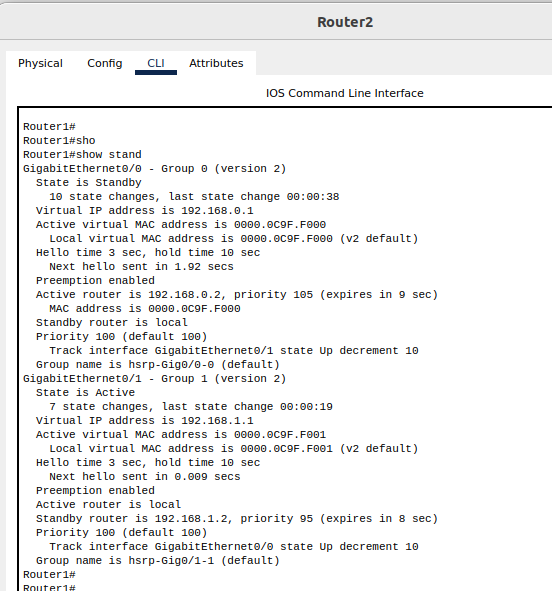 Router2
Physical Config CLI Attributes
IOS Command Line Interface
Router1#
Router1#sho
Router1#show stand
GigabitEthernet0/0 - Group 0 (version 2)
State is Standby
10 state changes, last state change 00:00:38
Virtual IP address is 192.168.0.1
Active virtual MAC address is 0000.0C9F.F000
Local virtual MAC address is 0000.0C9F.F000 (v2 default)
Hello time 3 sec, hold time 10 sec
Next hello sent in 1.92 secs
Preemption enabled
Active router is 192.168.0.2, priority 105 (expires in 9 sec)
MAC address is 0000.0C9F.F000
Standby router is local
Priority 100 (default 100)
Track interface GigabitEthernet0/1 state Up decrement 10
Group name is hsrp-Gig0/0-0 (default)
GigabitEthernet0/1 - Group 1 (version 2)
State is Active
7 state changes, last state change 00:00:19
Virtual IP address is 192.168.1.1
Active virtual MAC address is 0000.0C9F.F001
Local virtual MAC address is 0000.0C9F.F001 (v2 default)
Hello time 3 sec, hold time 10 sec
Next hello sent in 0.009 secs
Preemption enabled
Active router is local
Standby router is 192.168.1.2, priority 95 (expires in 8 sec)
Priority 100 (default 100)
Track interface GigabitEthernet0/0 state Up decrement 10
Group name is hsrp-Gig0/1-1 (default)
Router1#
Router1#